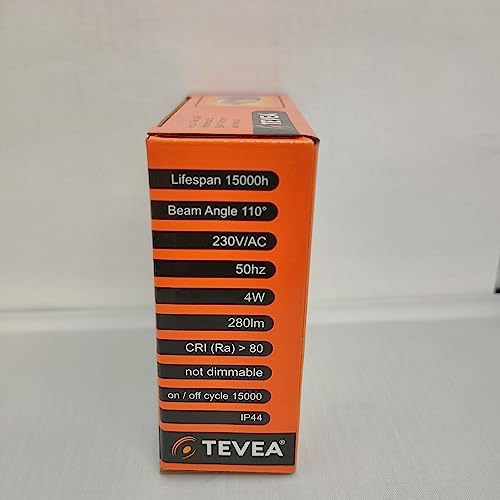 TEVEA
Lifespan 15000h
Beam Angle 110°
230V/AC
50hz
4W
280lm
CRI (Ra) > 80
not dimmable
on / off cycle 15000
IP44
TEVEA®